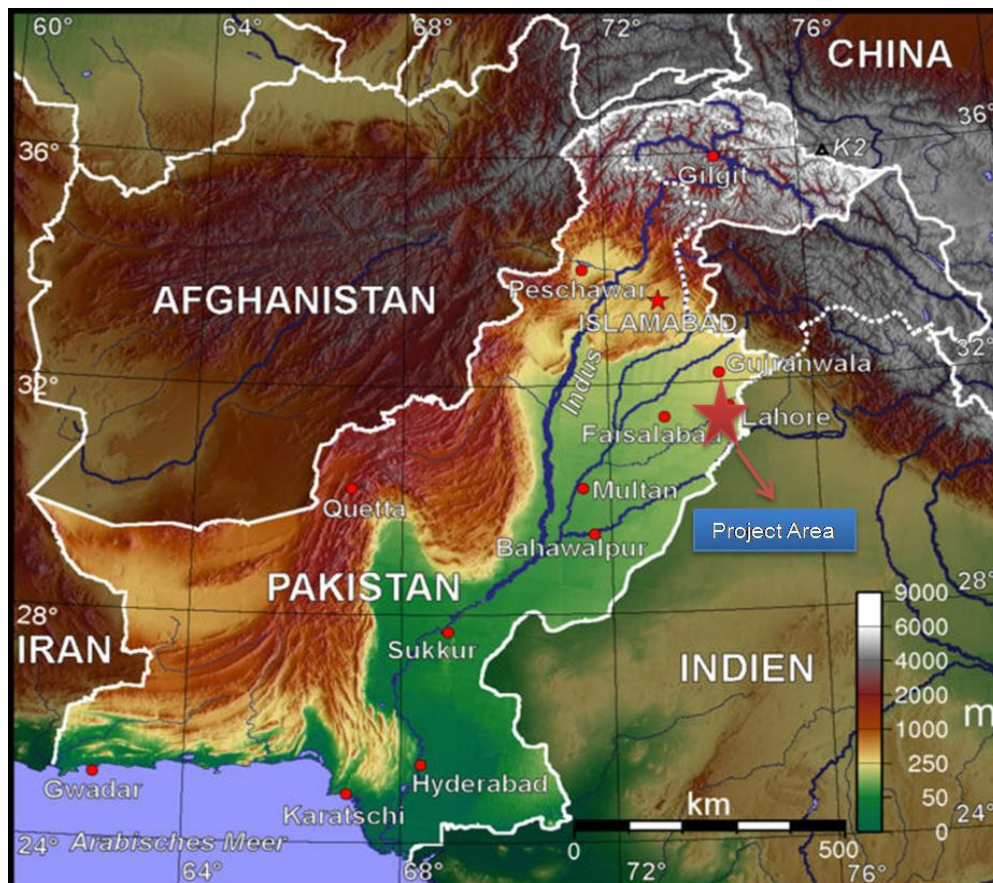 60°
64°
68°
72°
76°
CHINA
36°
36°
K2
Gilgit
Peschawar
AFGHANISTAN
ISLAMABAD
32°
Gujranwala
32°
Indus
Lahore
Faisalabad
Multan
Quetta
Project Area
Bahawalpur
PAKISTAN
28°
28°
9000
6000
4000
2000
1000
250
50
0
m
IRAN
Sukkur
INDIEN
Gwadar
Hyderabad
Karatschi
km
0
500
24°
Arabisches Meer
24°
64°
68°
72°
76°